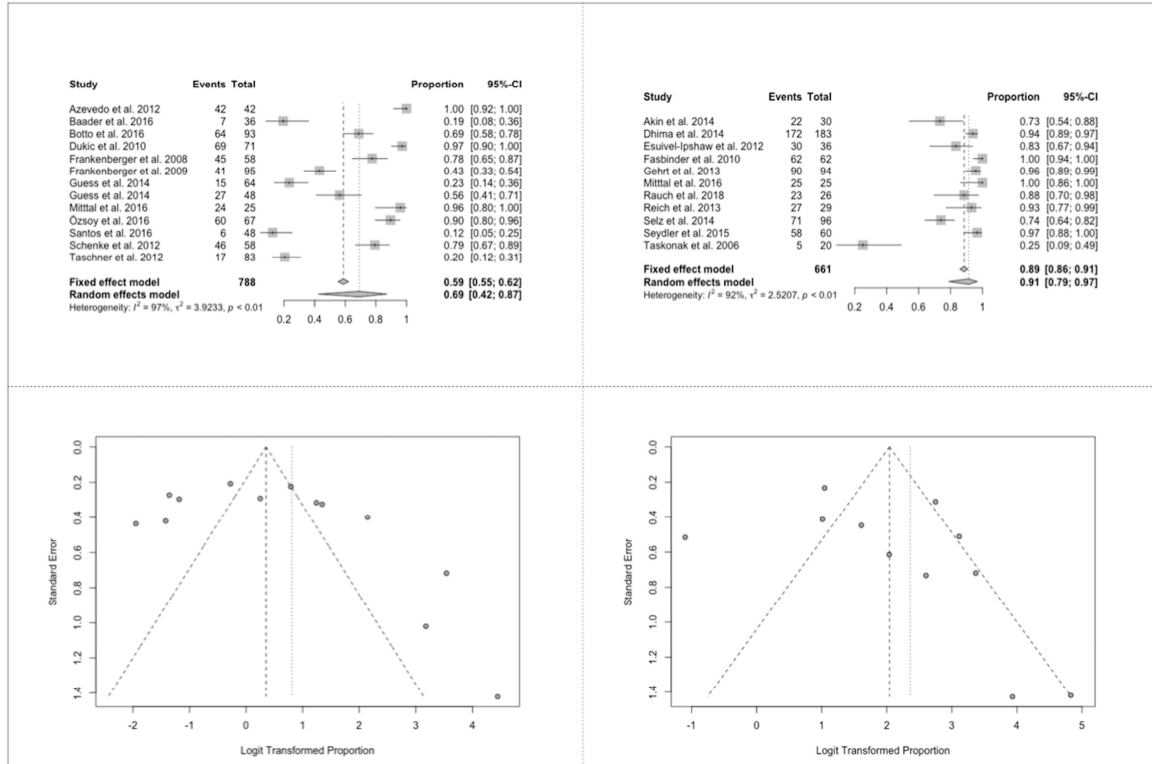 Study Events Total Proportion 95%-CI
Azevedo et al. 2012 42 42 1.00 [0.92; 1.00]
Baader et al. 2016 7 36 0.19 [0.08; 0.36]
Botto et al. 2016 64 93 0.69 [0.58; 0.78]
Dukic et al. 2010 69 71 0.97 [0.90; 1.00]
Frankenberger et al. 2008 45 58 0.78 [0.65; 0.87]
Frankenberger et al. 2009 41 95 0.43 [0.33; 0.54]
Guess et al. 2014 15 64 0.23 [0.14; 0.36]
Guess et al. 2014 27 48 0.56 [0.41; 0.71]
Mitttal et al. 2016 24 25 0.96 [0.80; 1.00]
Özsoy et al. 2016 60 67 0.90 [0.80; 0.96]
Santos et al. 2016 6 48 0.12 [0.05; 0.25]
Schenke et al. 2012 46 58 0.79 [0.67; 0.89]
Taschner et al. 2012 17 83 0.20 [0.12; 0.31]
Fixed effect model 788 0.59 [0.55; 0.62]
Random effects model 0.69 [0.42; 0.87]
Heterogeneity: I² = 97%, τ² = 3.9233, p < 0.01
0.2 0.4 0.6 0.8 1
Study Events Total Proportion 95%-CI
Akin et al. 2014 22 30 0.73 [0.54; 0.88]
Dhima et al. 2014 172 183 0.94 [0.89; 0.97]
Esuivel-Ipshaw et al. 2012 30 36 0.83 [0.67; 0.94]
Fasbinder et al. 2010 62 62 1.00 [0.94; 1.00]
Gehrt et al. 2013 90 94 0.96 [0.89; 0.99]
Mitttal et al. 2016 25 25 1.00 [0.86; 1.00]
Rauch et al. 2018 23 26 0.88 [0.70; 0.98]
Reich et al. 2013 27 29 0.93 [0.77; 0.99]
Selz et al. 2014 71 96 0.74 [0.64; 0.82]
Seydler et al. 2015 58 60 0.97 [0.88; 1.00]
Taskonak et al. 2006 5 20 0.25 [0.09; 0.49]
Fixed effect model 661 0.89 [0.86; 0.91]
Random effects model 0.91 [0.79; 0.97]
Heterogeneity: I² = 92%, τ² = 2.5207, p < 0.01
0.2 0.4 0.6 0.8 1
Standard Error
0.0
0.2
0.4
0.6
0.8
1.0
1.2
1.4
-2 -1 0 1 2 3 4
Logit Transformed Proportion
Standard Error
0.0
0.2
0.4
0.6
0.8
1.0
1.2
1.4
-1 0 1 2 3 4 5
Logit Transformed Proportion